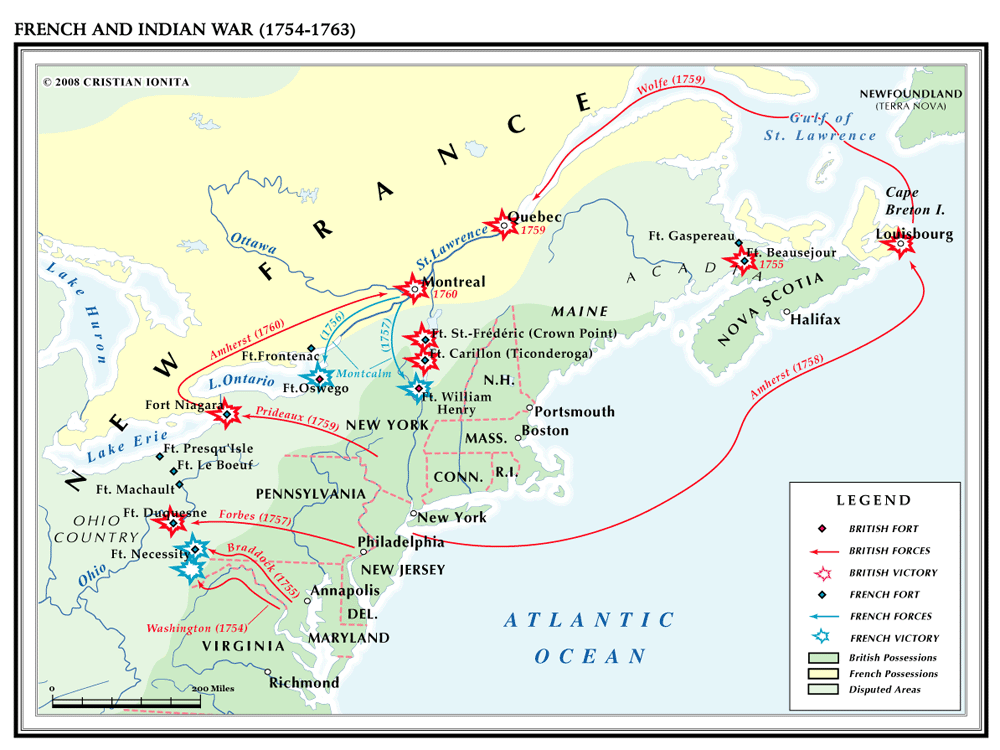 FRENCH AND INDIAN WAR (1754-1763)
© 2008 CRISTIAN IONITA
NEW FRANCE
Wolfe (1759)
NEWFOUNDLAND
(TERRA NOVA)
Gulf of
St. Lawrence
Cape
Breton I.
Louisbourg
Quebec
1759
St.Lawrence
Ottawa
Ft. Gaspereau
Ft. Beausejour
1755
ACADIA
NOVA SCOTIA
Halifax
Lake Huron
Montreal
1760
MAINE
Amherst (1760)
(1756)
(1757)
Montcalm
Ft. St.-Frédéric (Crown Point)
Ft. Carillon (Ticonderoga)
Ft.Frontenac
L.Ontario
Ft.Oswego
Ft. William
Henry
N.H.
Amherst (1758)
Fort Niagara
Prideaux (1759)
NEW YORK
Portsmouth
Boston
MASS.
Lake Erie
Ft. Presqu'Isle
Ft. Le Boeuf
Ft. Machault
CONN.
R.I.
PENNSYLVANIA
Ft. Duquesne
Forbes (1757)
New York
OHIO
COUNTRY
Ft. Necessity
Braddock (1755)
Philadelphia
NEW JERSEY
Ohio
Annapolis
DEL.
Washington (1754)
MARYLAND
VIRGINIA
Richmond
ATLANTIC
OCEAN
0
200 Miles
LEGEND
BRITISH FORT
BRITISH FORCES
BRITISH VICTORY
FRENCH FORT
FRENCH FORCES
FRENCH VICTORY
British Possessions
French Possessions
Disputed Areas